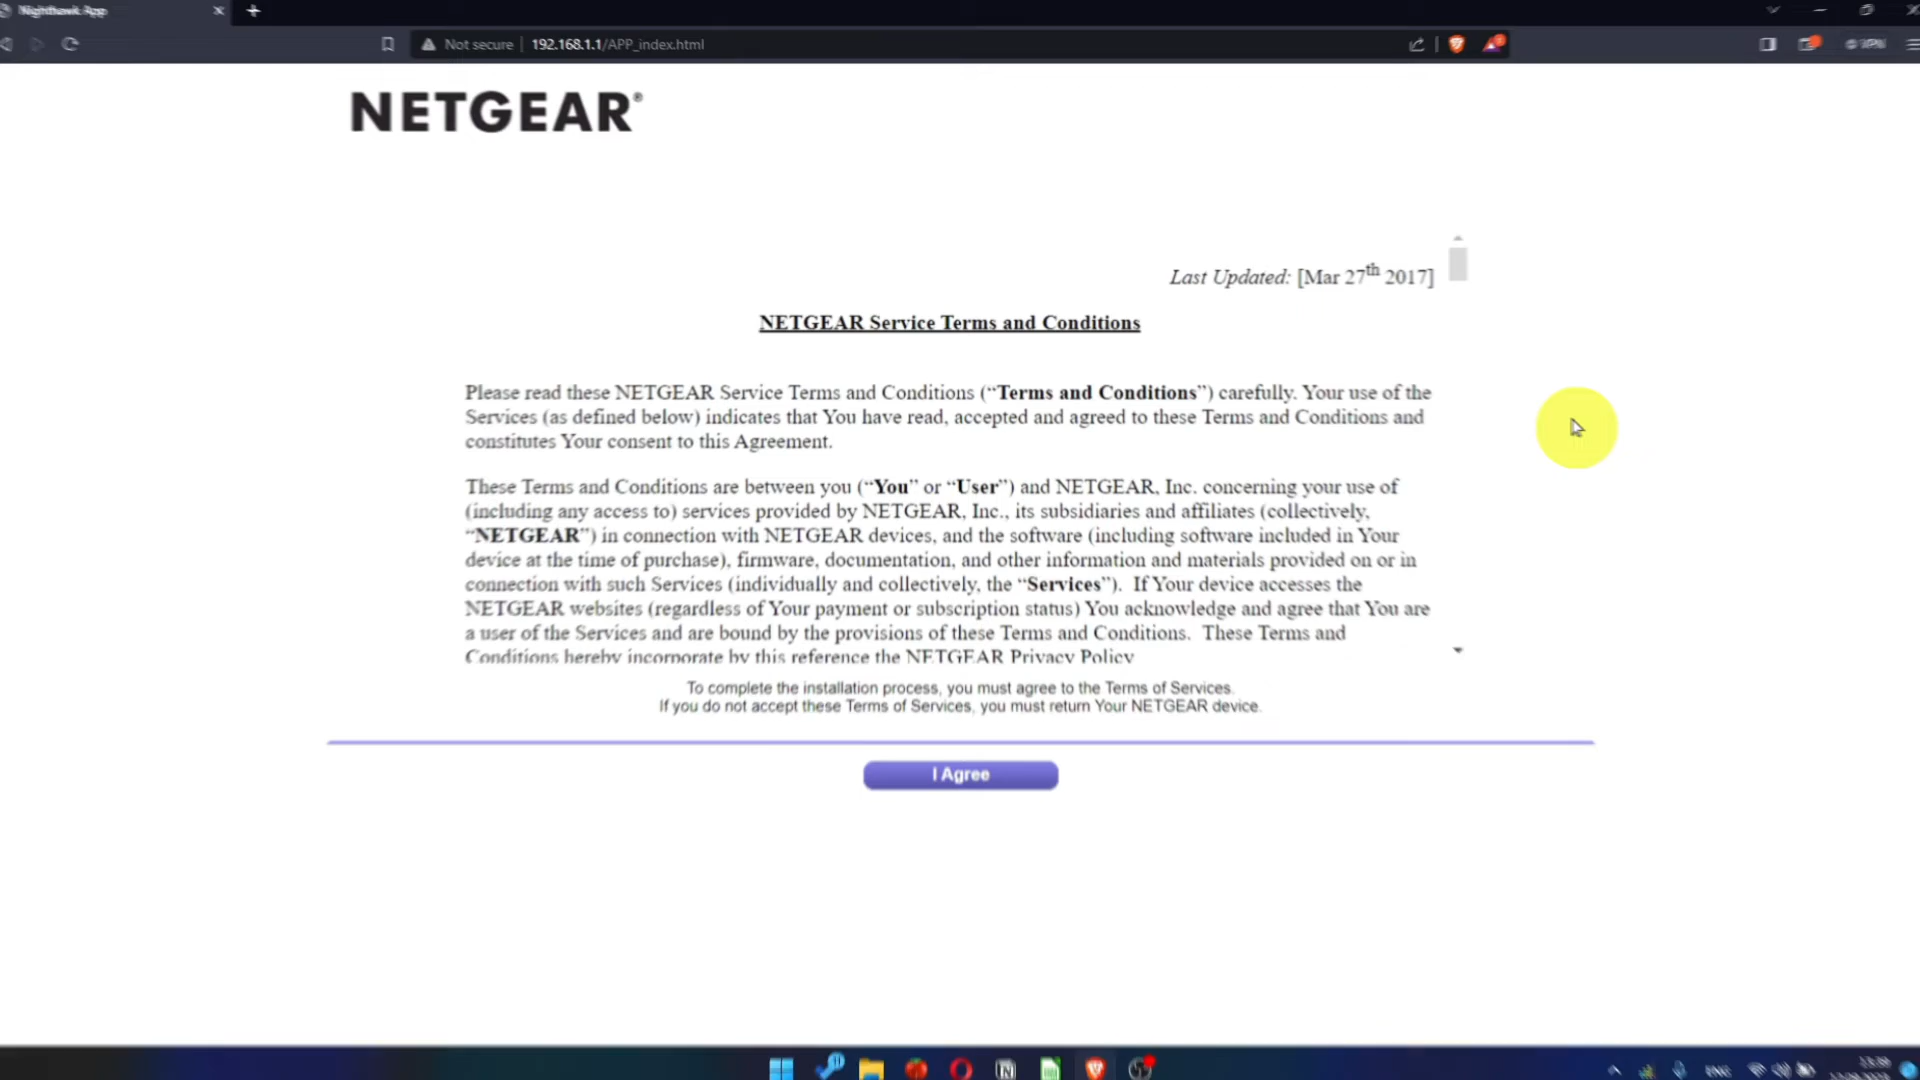 Nighthawk App
Not secure 192.168.1.1/APP_index.html
VPN
NETGEAR®
Last Updated: [Mar 27th 2017]
NETGEAR Service Terms and Conditions
Please read these NETGEAR Service Terms and Conditions (“Terms and Conditions”) carefully. Your use of the
Services (as defined below) indicates that You have read, accepted and agreed to these Terms and Conditions and
constitutes Your consent to this Agreement.
These Terms and Conditions are between you (“You” or “User”) and NETGEAR, Inc. concerning your use of
(including any access to) services provided by NETGEAR, Inc., its subsidiaries and affiliates (collectively,
“NETGEAR”) in connection with NETGEAR devices, and the software (including software included in Your
device at the time of purchase), firmware, documentation, and other information and materials provided on or in
connection with such Services (individually and collectively, the “Services”). If Your device accesses the
NETGEAR websites (regardless of Your payment or subscription status) You acknowledge and agree that You are
a user of the Services and are bound by the provisions of these Terms and Conditions. These Terms and
Conditions hereby incorporate by this reference the NETGEAR Privacy Policy
To complete the installation process, you must agree to the Terms of Services.
If you do not accept these Terms of Services, you must return Your NETGEAR device.
I Agree
ENG